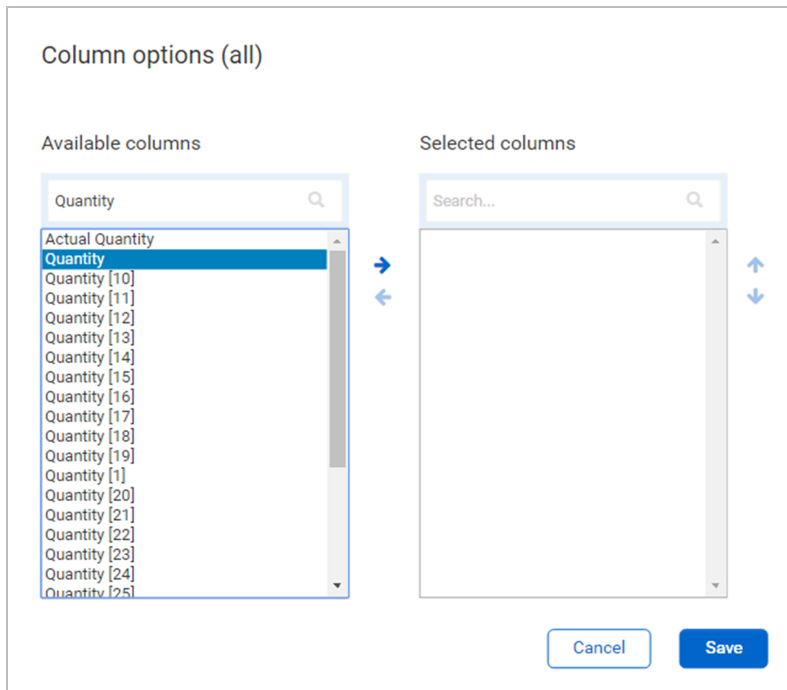 Column options (all)
Available columns
Selected columns
Quantity
Search...
Actual Quantity
Quantity
Quantity [10]
Quantity [11]
Quantity [12]
Quantity [13]
Quantity [14]
Quantity [15]
Quantity [16]
Quantity [17]
Quantity [18]
Quantity [19]
Quantity [1]
Quantity [20]
Quantity [21]
Quantity [22]
Quantity [23]
Quantity [24]
Quantity [25]
Cancel
Save